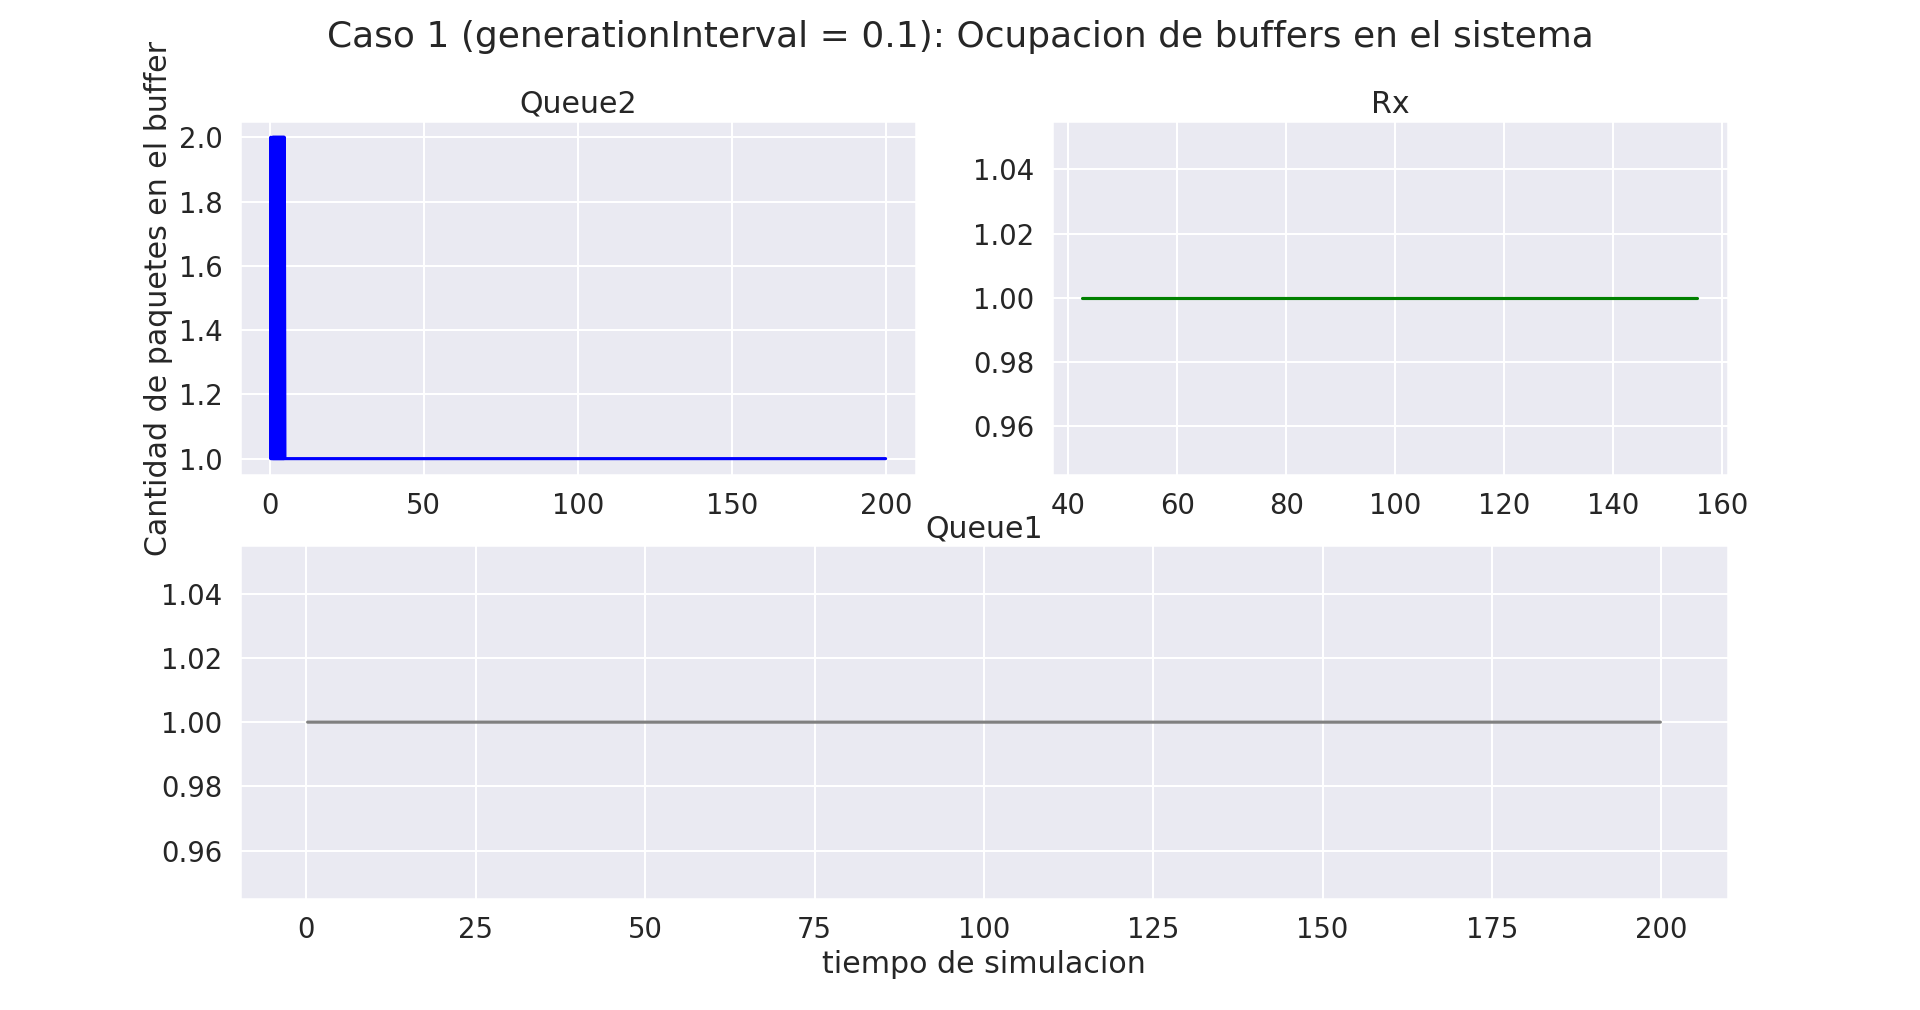 Caso 1 (generationInterval = 0.1): Ocupacion de buffers en el sistema
Cantidad de paquetes en el buffer
Queue2
2.0
1.8
1.6
1.4
1.2
1.0
0 50 100 150 200
Rx
1.04
1.02
1.00
0.98
0.96
40 60 80 100 120 140 160
Queue1
1.04
1.02
1.00
0.98
0.96
0 25 50 75 100 125 150 175 200
tiempo de simulacion